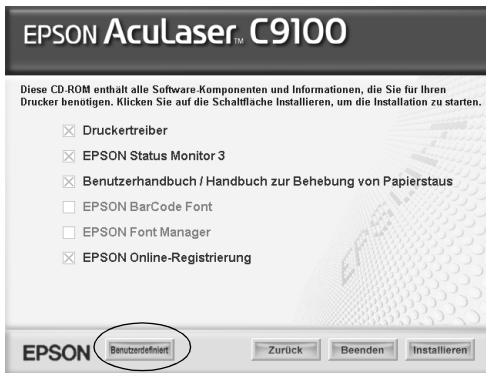 EPSON AcuLaser™ C9100
Diese CD-ROM enthält alle Software-Komponenten und Informationen, die Sie für Ihren
Drucker benötigen. Klicken Sie auf die Schaltfläche Installieren, um die Installation zu starten.
Druckertreiber
EPSON Status Monitor 3
Benutzerhandbuch / Handbuch zur Behebung von Papierstaus
EPSON BarCode Font
EPSON Font Manager
EPSON Online-Registrierung
EPSON
EPSON Benutzerdefiniert Zurück Beenden Installieren